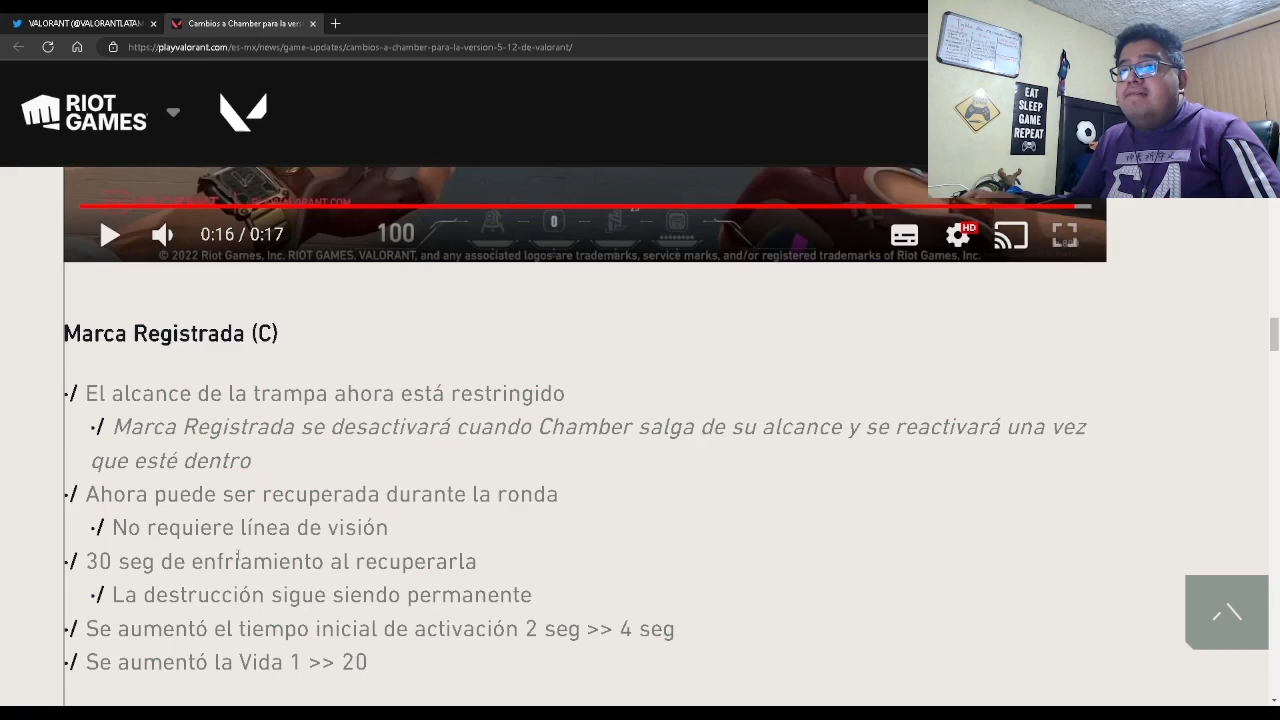 VALORANT (@VALORANTLATAM
Cambios a Chamber para la vers
https://playvalorant.com/es-mx/news/game-updates/cambios-a-chamber-para-la-version-5-12-de-valorant/
RIOT
GAMES
EAT
SLEEP
GAME
REPEAT
0:16 / 0:17
100
0
HD
© 2022 Riot Games, Inc. RIOT GAMES, VALORANT, and any associated logos are trademarks, service marks, and/or registered trademarks of Riot Games, Inc.
Marca Registrada (C)
El alcance de la trampa ahora está restringido
Marca Registrada se desactivará cuando Chamber salga de su alcance y se reactivará una vez
que esté dentro
Ahora puede ser recuperada durante la ronda
No requiere línea de visión
30 seg de enfriamiento al recuperarla
La destrucción sigue siendo permanente
Se aumentó el tiempo inicial de activación 2 seg >> 4 seg
Se aumentó la Vida 1 >> 20